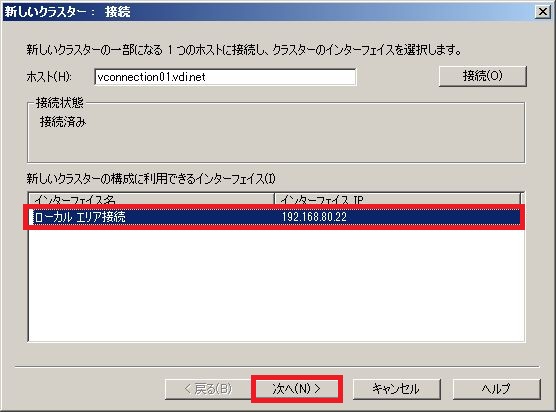 新しいクラスター： 接続
新しいクラスターの一部になる 1 つのホストに接続し、クラスターのインターフェイスを選択します。
ホスト(H): vconnection01.vdi.net 接続(O)
接続状態
接続済み
新しいクラスターの構成に利用できるインターフェイス(I)
インターフェイス名 インターフェイス IP
ローカル エリア接続 192.168.80.22
< 戻る(B) 次へ(N) > キャンセル ヘルプ